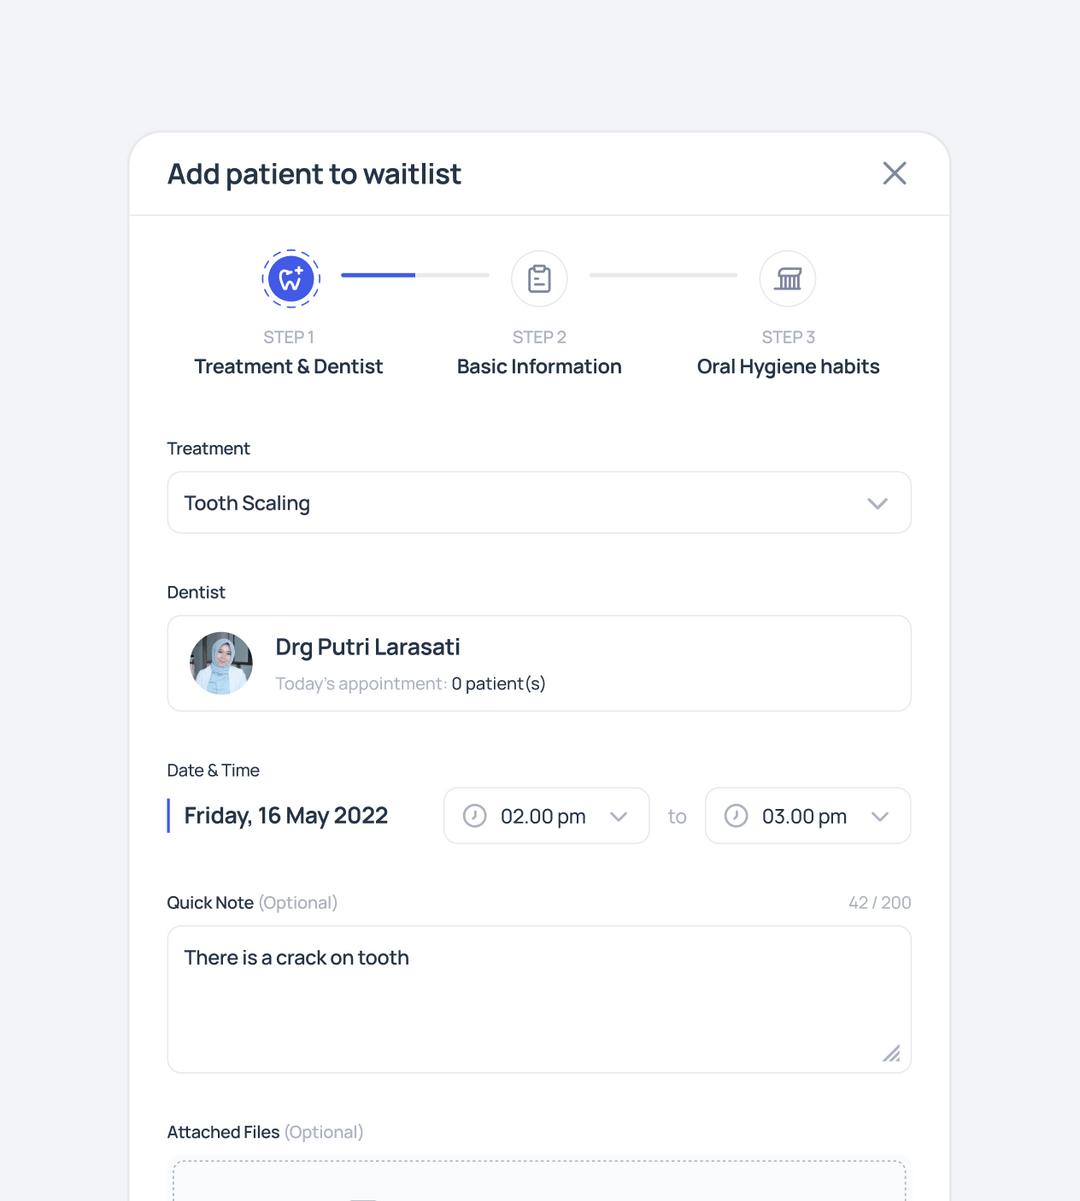 Add patient to waitlist
STEP 1
Treatment & Dentist
STEP 2
Basic Information
STEP 3
Oral Hygiene habits
Treatment
Tooth Scaling
Dentist
Drg Putri Larasati
Today's appointment: 0 patient(s)
Date & Time
Friday, 16 May 2022
02.00 pm
to
03.00 pm
Quick Note (Optional)
42 / 200
There is a crack on tooth
Attached Files (Optional)